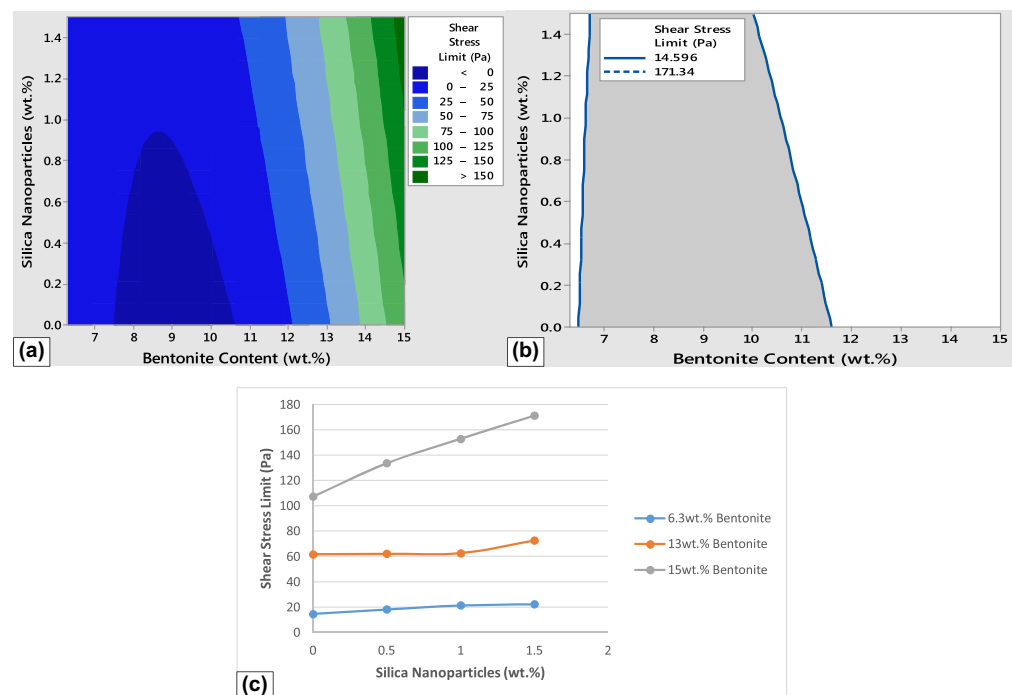 Shear
Stress
Limit (Pa)
< 0
0 – 25
25 – 50
50 – 75
75 – 100
100 – 125
125 – 150
> 150
1.4
1.2
1.0
0.8
0.6
0.4
0.2
0.0
Silica Nanoparticles (wt.%)
7 8 9 10 11 12 13 14 15
Bentonite Content (wt.%)
(a)
Shear Stress
Limit (Pa)
14.596
171.34
1.4
1.2
1.0
0.8
0.6
0.4
0.2
0.0
Silica Nanoparticles (wt.%)
7 8 9 10 11 12 13 14 15
Bentonite Content (wt.%)
(b)
180
160
140
120
100
80
60
40
20
0
Shear Stress Limit (Pa)
0 0.5 1 1.5 2
Silica Nanoparticles (wt.%)
6.3wt.% Bentonite
13wt.% Bentonite
15wt.% Bentonite
(c)